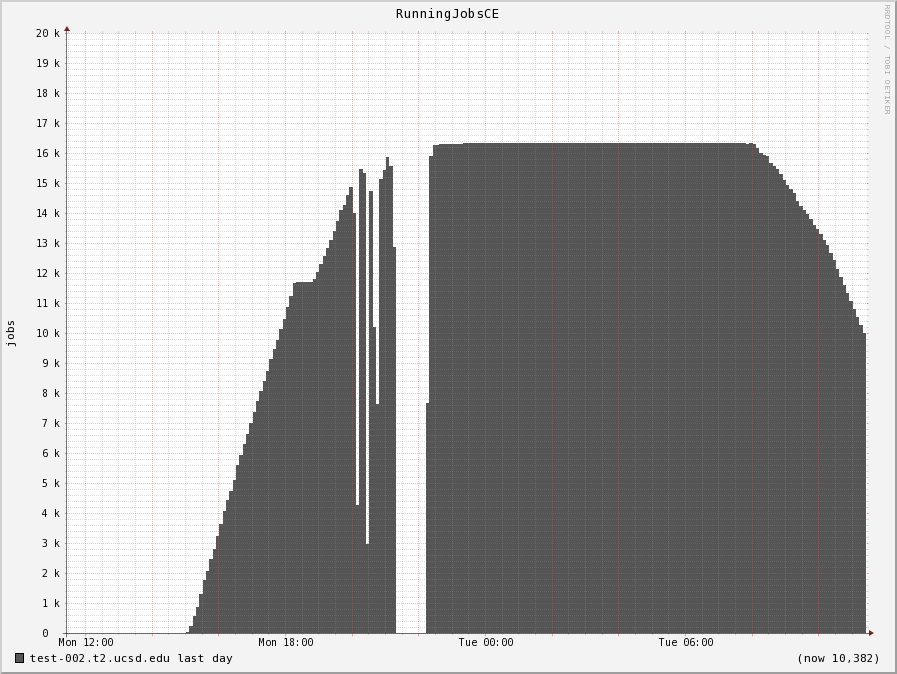 RunningJobsCE
RRDTOOL / TOBI OETIKER
20 k
19 k
18 k
17 k
16 k
15 k
14 k
13 k
12 k
11 k
10 k
9 k
8 k
7 k
6 k
5 k
4 k
3 k
2 k
1 k
0
jobs
Mon 12:00 Mon 18:00 Tue 00:00 Tue 06:00
test-002.t2.ucsd.edu last day (now 10,382)